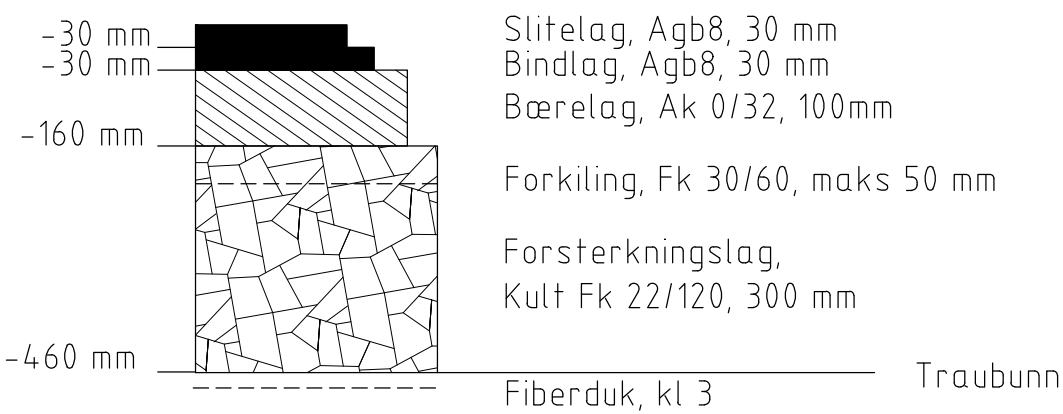 -30 mm
-30 mm
-160 mm
-460 mm
Slitelag, Agb8, 30 mm
Bindlag, Agb8, 30 mm
Bærelag, Ak 0/32, 100mm
Forkiling, Fk 30/60, maks 50 mm
Forsterkningslag,
Kult Fk 22/120, 300 mm
Traubunn
Fiberduk, kl 3